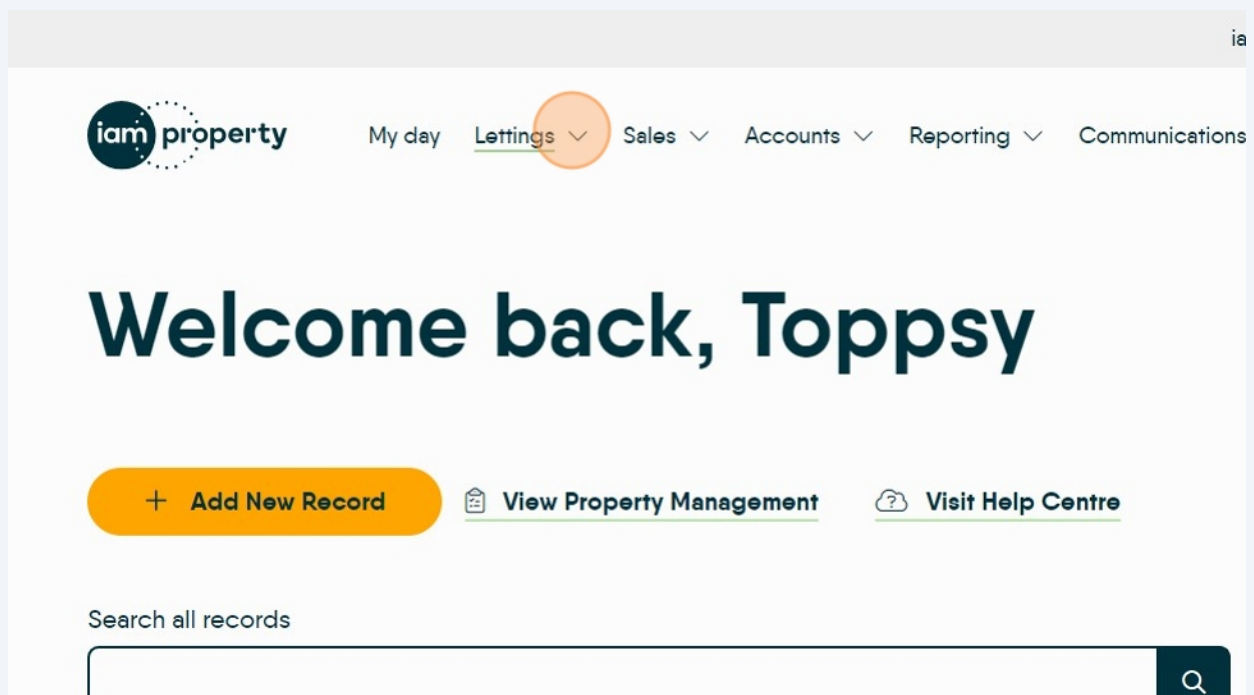 ia
iam property
My day Lettings Sales Accounts Reporting Communications
Welcome back, Toppsy
+ Add New Record View Property Management Visit Help Centre
Search all records